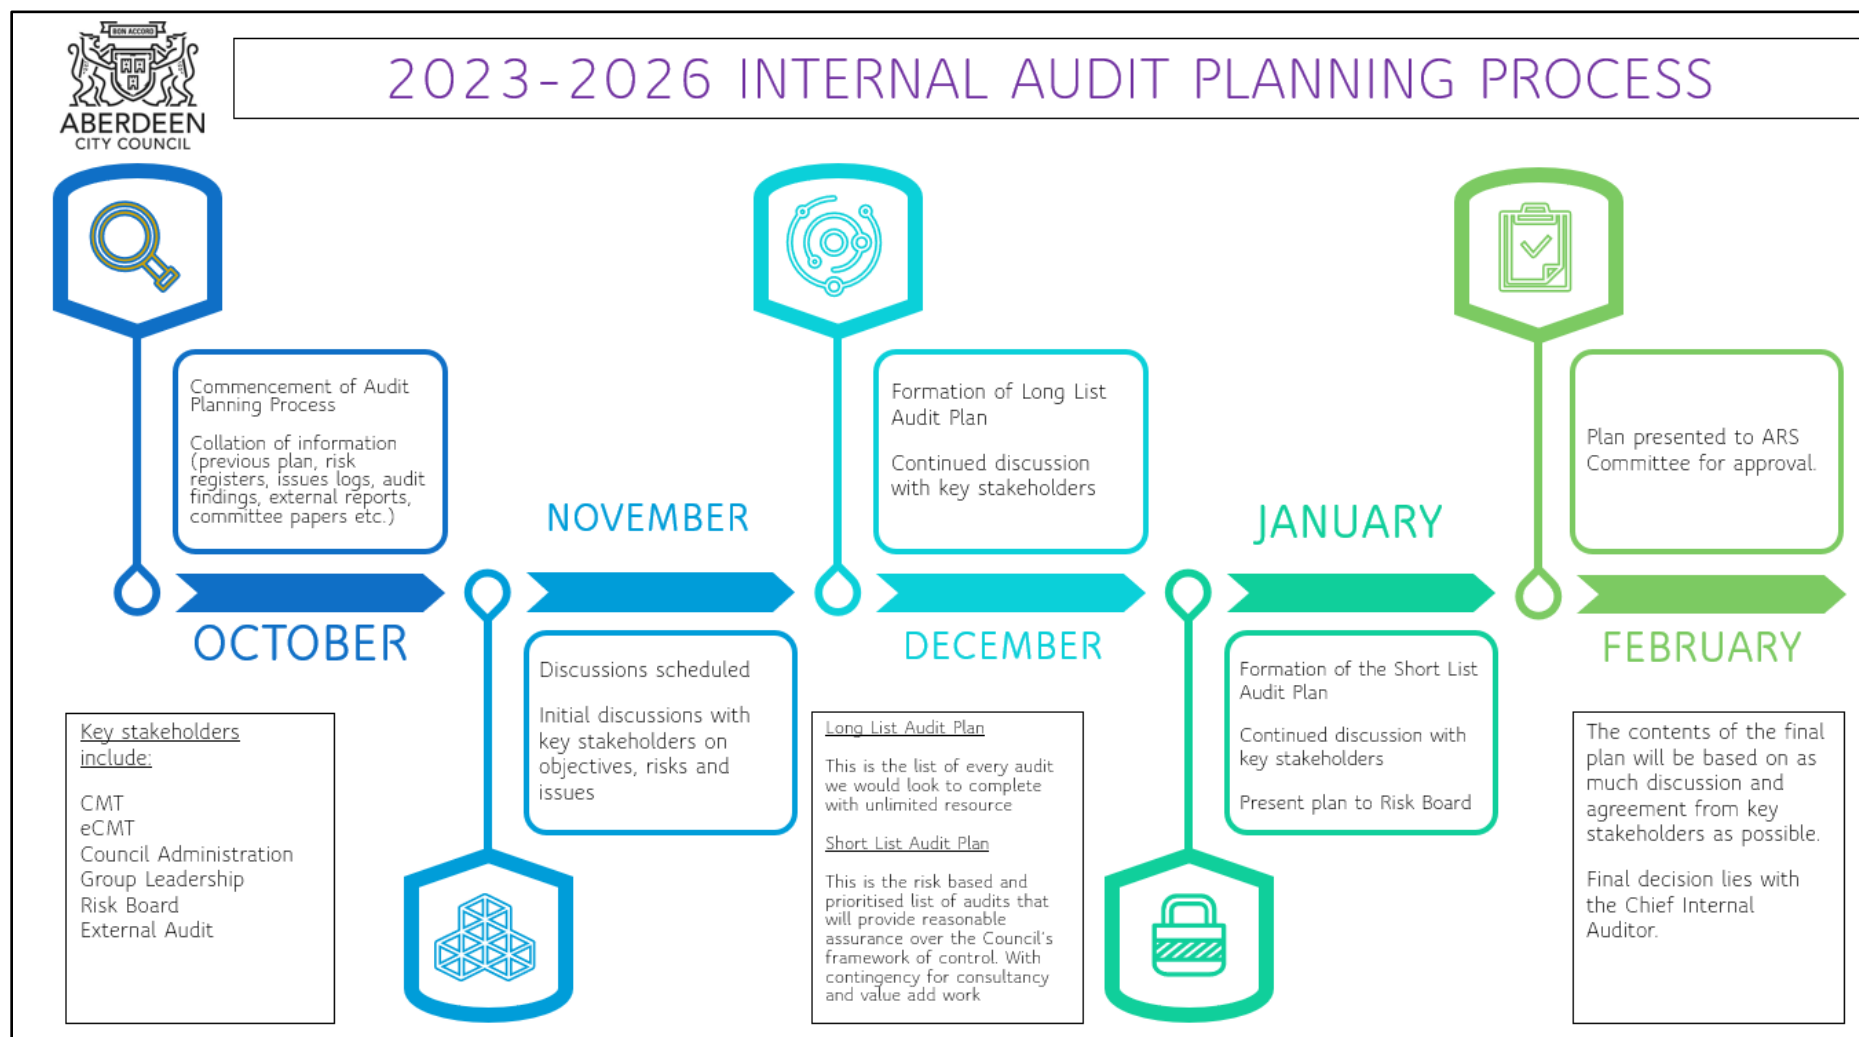 BON ACCORD
ABERDEEN
CITY COUNCIL
2023-2026 INTERNAL AUDIT PLANNING PROCESS
Commencement of Audit
Planning Process
Collation of information
(previous plan, risk
registers, issues logs, audit
findings, external reports,
committee papers etc.)
OCTOBER
Key stakeholders
include:
CMT
eCMT
Council Administration
Group Leadership
Risk Board
External Audit
NOVEMBER
Discussions scheduled
Initial discussions with
key stakeholders on
objectives, risks and
issues
Formation of Long List
Audit Plan
Continued discussion
with key stakeholders
DECEMBER
Long List Audit Plan
This is the list of every audit
we would look to complete
with unlimited resource
Short List Audit Plan
This is the risk based and
prioritised list of audits that
will provide reasonable
assurance over the Council's
framework of control. With
contingency for consultancy
and value add work
JANUARY
Formation of the Short List
Audit Plan
Continued discussion with
key stakeholders
Present plan to Risk Board
Plan presented to ARS
Committee for approval.
FEBRUARY
The contents of the final
plan will be based on as
much discussion and
agreement from key
stakeholders as possible.
Final decision lies with
the Chief Internal
Auditor.